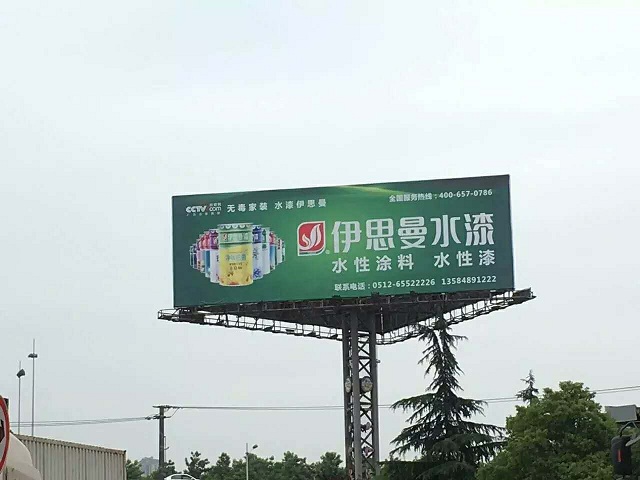 CCTV .com 无毒家装 水漆伊思曼
全国服务热线：400-657-0786
伊思曼水漆
水性涂料 水性漆
联系电话：0512-65522226 13584891222